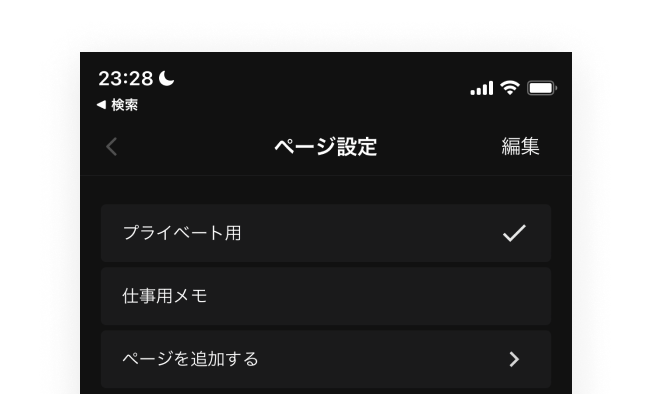 23:28
◀ 検索
ページ設定
編集
プライベート用
仕事用メモ
ページを追加する